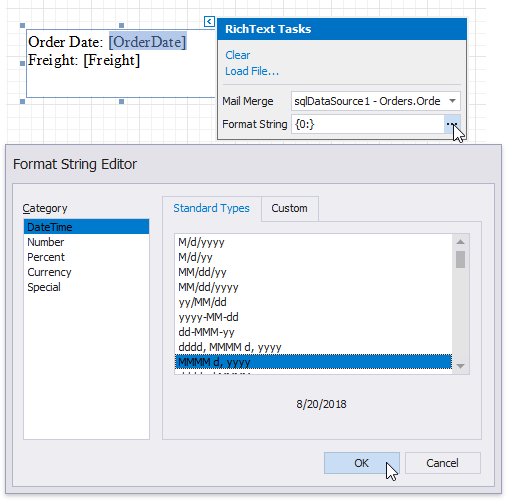 Order Date: [OrderDate]
Freight: [Freight]
RichText Tasks
Clear
Load File...
Mail Merge sqlDataSource1 - Orders.Orde
Format String {0:}
Format String Editor
Category
DateTime
Number
Percent
Currency
Special
Standard Types Custom
M/d/yyyy
M/d/yy
MM/dd/yy
MM/dd/yyyy
yy/MM/dd
yyyy-MM-dd
dd-MMM-yy
dddd, MMMM d, yyyy
MMMM d, yyyy
8/20/2018
OK Cancel